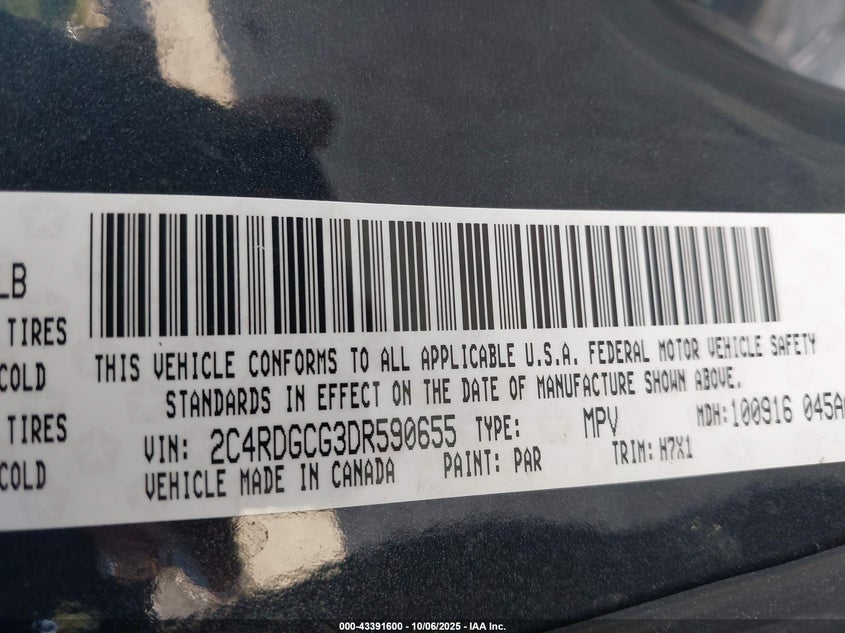 LB
TIRES
COLD
TIRES
COLD
THIS VEHICLE CONFORMS TO ALL APPLICABLE U.S.A. FEDERAL MOTOR VEHICLE SAFETY
STANDARDS IN EFFECT ON THE DATE OF MANUFACTURE SHOWN ABOVE.
VIN: 2C4RDGCG3DR590655 TYPE: MPV MDH:100916 045A
VEHICLE MADE IN CANADA PAINT: PAR TRIM: H7X1
000-43391600 - 10/06/2025 - IAA Inc.